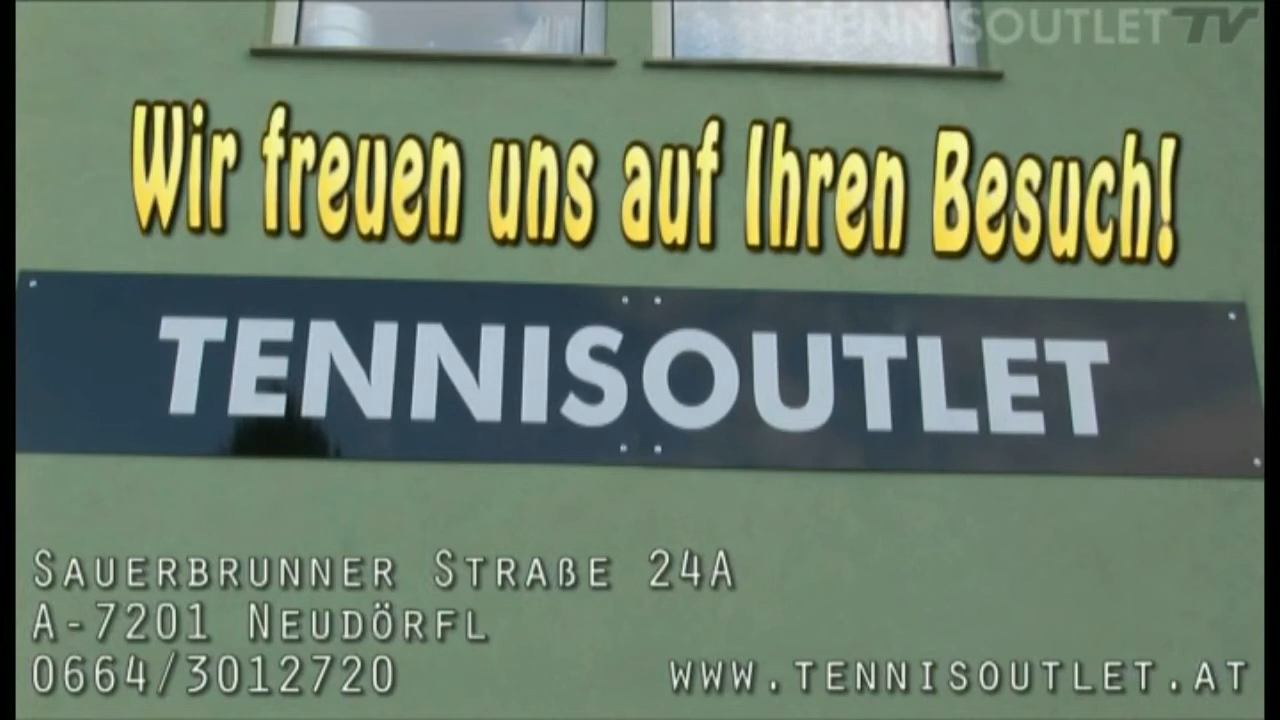 TENNISOUTLET TV
Wir freuen uns auf Ihren Besuch!
TENNISOUTLET
Sauerbrunner Straße 24A
A-7201 Neudörfl
0664/3012720
www.tennisoutlet.at